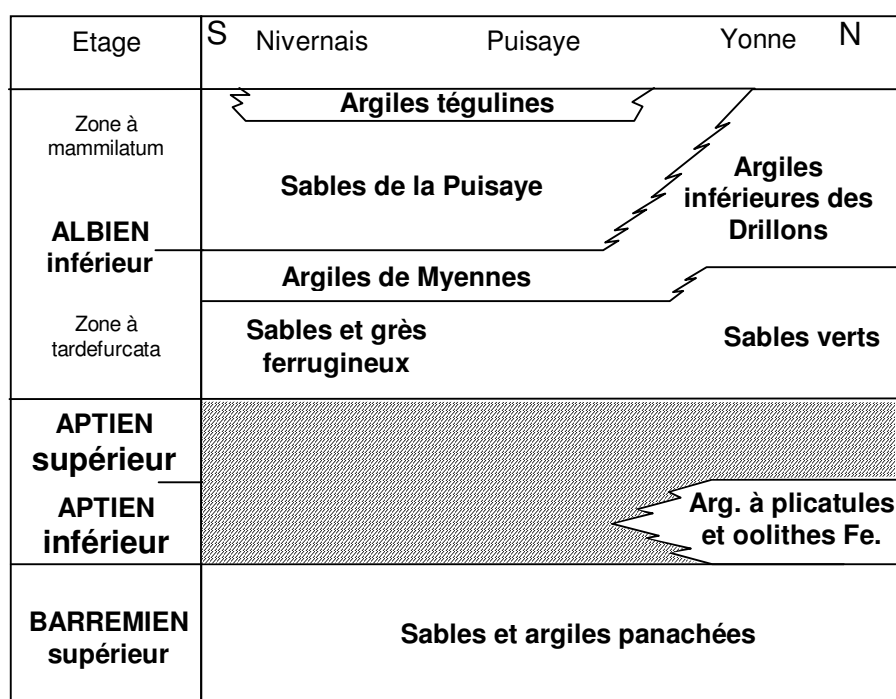 Etage
S Nivernais Puisaye Yonne N
Zone à
mammilatum
ALBIEN
inférieur
Zone à
tardefurcata
Argiles tégulines
Sables de la Puisaye
Argiles
inférieures des
Drillons
Argiles de Myennes
Sables et grès
ferrugineux
Sables verts
APTIEN
supérieur
APTIEN
inférieur
Arg. à plicatules
et oolithes Fe.
BARREMIEN
supérieur
Sables et argiles panachées